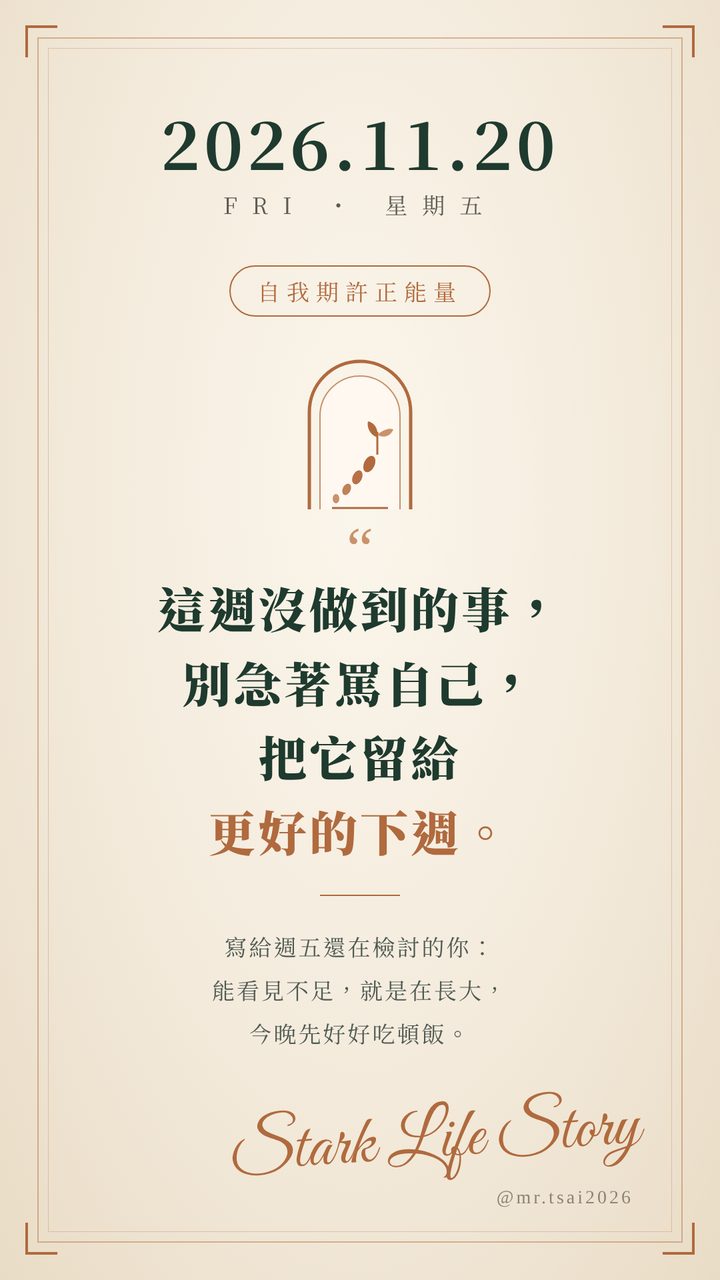 2026.11.20
FRI · 星期五
自我期許正能量
“
這週沒做到的事，
別急著罵自己，
把它留給
更好的下週。
寫給週五還在檢討的你：
能看見不足，就是在長大，
今晚先好好吃頓飯。
Stark Life Story
@mr.tsai2026